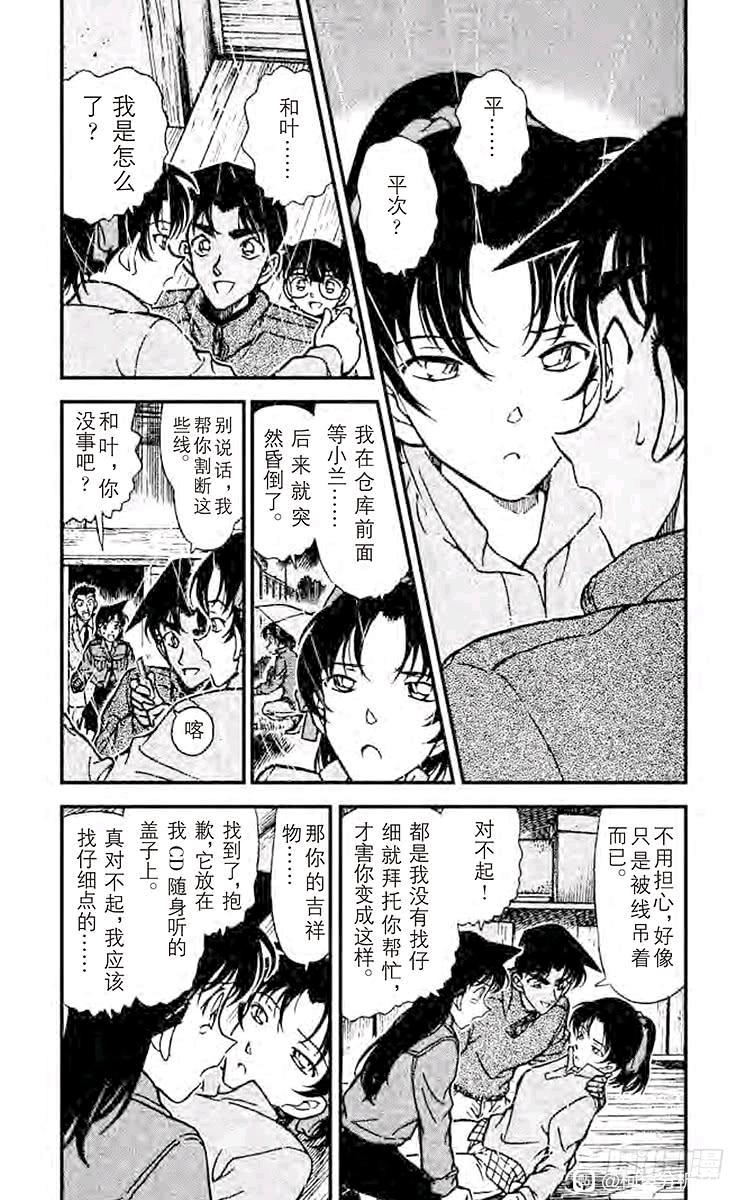 平……
平次？
和叶……
我是怎么
了？
我在仓库前面
等小兰……
后来就突
然昏倒了。
别说话，我
帮你割断这
些线。
和叶，你
没事吧？
喀
不用担心，好像
只是被线吊着
而已。
对不起！
都是我没有找仔
细就拜托你帮忙，
才害你变成这样。
那你的吉祥
物……
找到了，抱
歉，它放在
我 CD 随身听的
盖子上。
真对不起，我应该
找仔细点的……